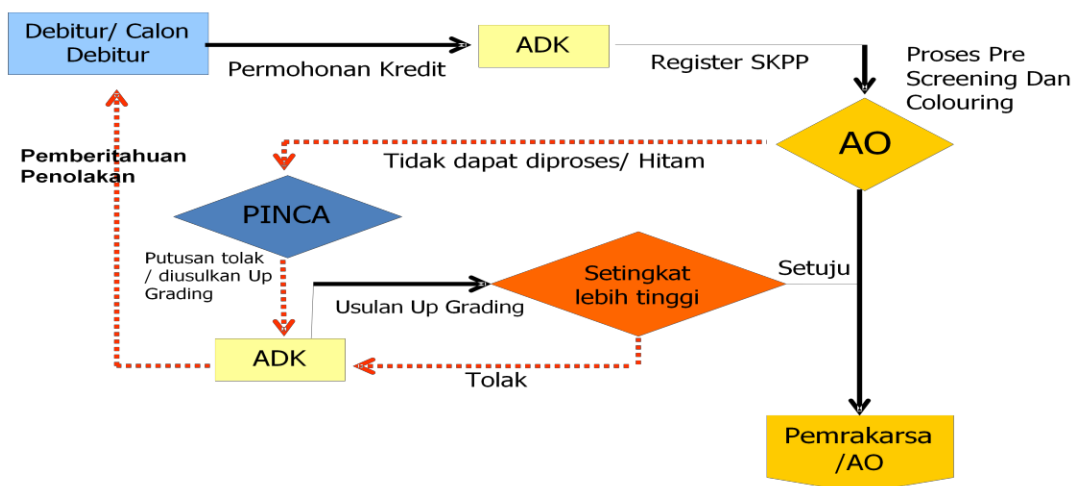 Debitur/ Calon
Debitur
Permohonan Kredit
ADK
Register SKPP
Proses Pre
Screening Dan
Colouring
AO
Tidak dapat diproses/ Hitam
Pemberitahuan
Penolakan
PINCA
Putusan tolak
/ diusulkan Up
Grading
Usulan Up Grading
Setingkat
lebih tinggi
Setuju
ADK
Tolak
Pemrakarsa
/AO